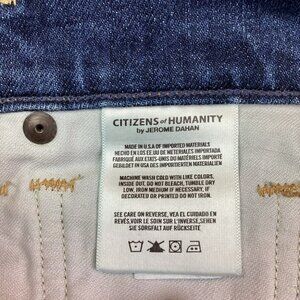 CITIZENS of HUMANITY
by JEROME DAHAN
MADE IN U.S.A OF IMPORTED MATERIALS
HECHO EN LOS EE.UU DE MATERIALES IMPORTADA
FABRIQUÉ AUX ETATS-UNIS DU MATÉRIEL IMPORTÉ
IN USA AUS IMPORTIERTEN MATERIALIEN
MACHINE WASH COLD WITH LIKE COLORS,
INSIDE OUT, DO NOT BLEACH, TUMBLE DRY
LOW, IRON MEDIUM IF NECESSARY, IF
DECORATED OR PRINTED DO NOT IRON.
SEE CARE ON REVERSE, VEA EL CUIDADO EN
REVÉS, VOIR LE SOIN SUR L'INVERSE, SEHEN
SIE SORGFALT AUF RÜCKSEITE